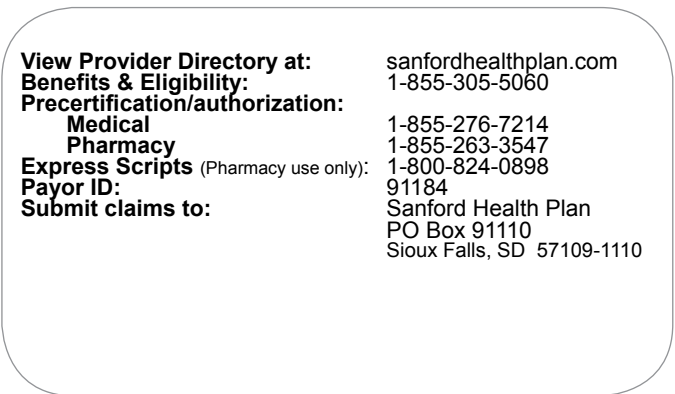 View Provider Directory at: sanfordhealthplan.com
Benefits & Eligibility: 1-855-305-5060
Precertification/authorization:
Medical 1-855-276-7214
Pharmacy 1-855-263-3547
Express Scripts (Pharmacy use only): 1-800-824-0898
Payor ID: 91184
Submit claims to: Sanford Health Plan
PO Box 91110
Sioux Falls, SD 57109-1110